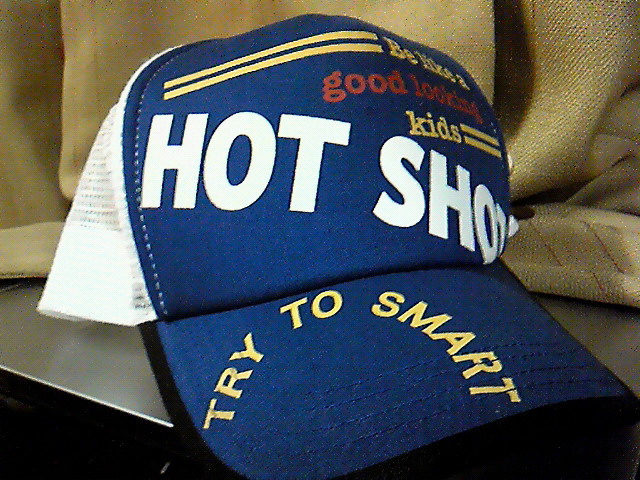 Be like a
good looking
kids
HOT SHOT
TRY TO SMART